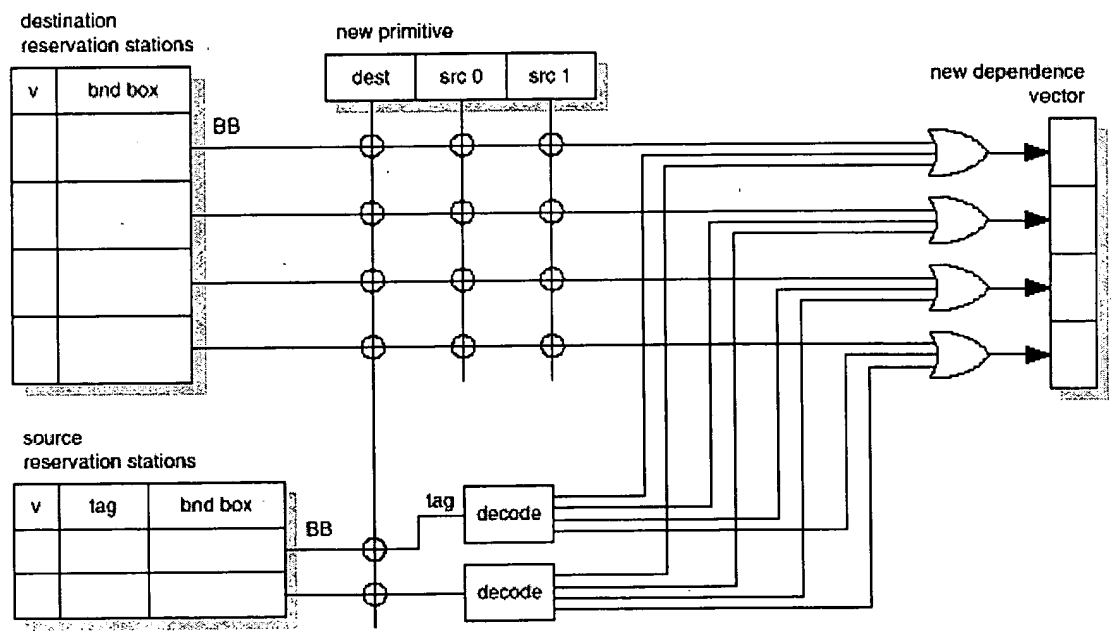 destination
reservation stations
v bnd box
BB
new primitive
dest src 0 src 1
new dependence
vector
source
reservation stations
v tag bnd box
BB
tag
decode
decode